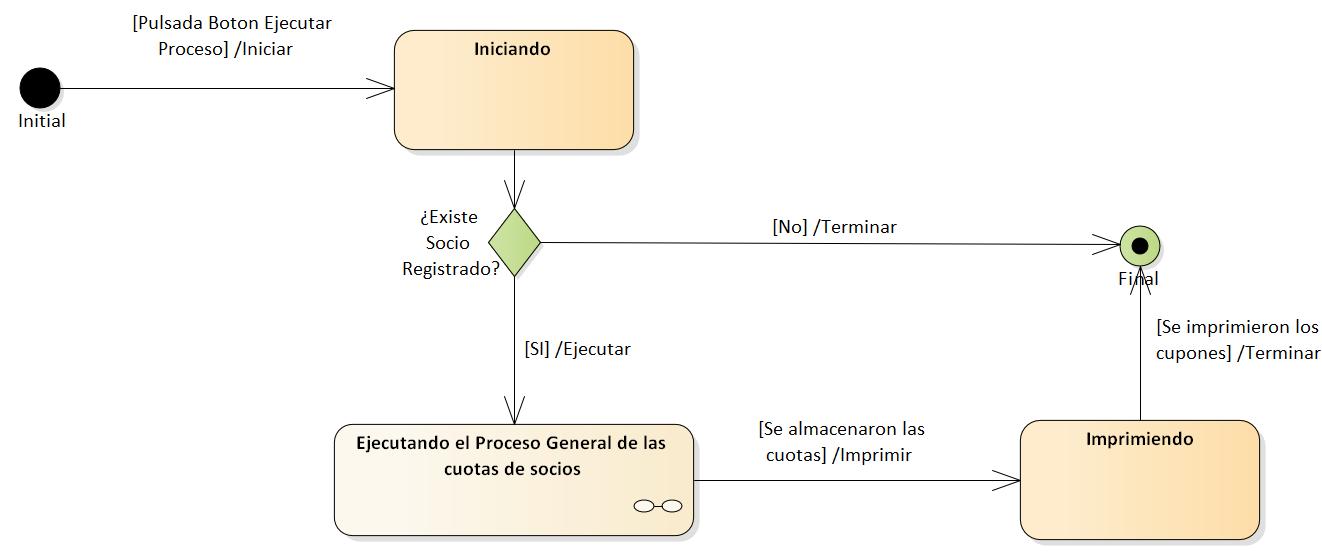 [Pulsada Boton Ejecutar
Proceso] /Iniciar
Iniciando
Initial
¿Existe
Socio
Registrado?
[No] /Terminar
Final
[SI] /Ejecutar
[Se imprimieron los
cupones] /Terminar
Ejecutando el Proceso General de las
cuotas de socios
[Se almacenaron las
cuotas] /Imprimir
Imprimiendo